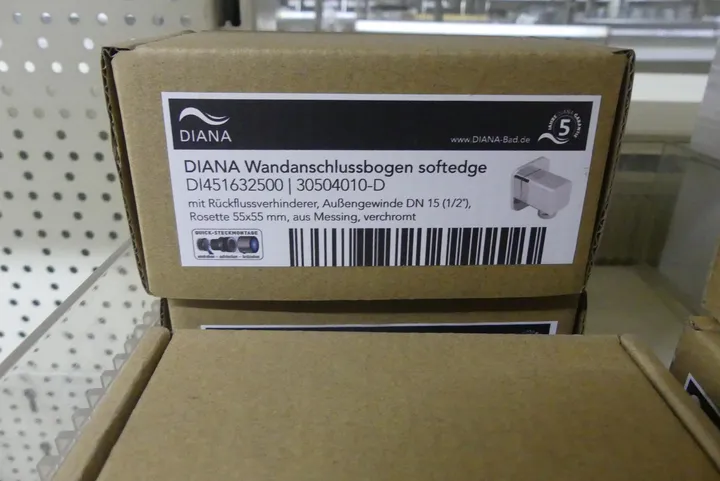 DIANA
www.DIANA-Bad.de
5
DIANA Wandanschlussbogen softedge
DI451632500 | 30504010-D
mit Rückflussverhinderer, Außengewinde DN 15 (1/2"),
Rosette 55x55 mm, aus Messing, verchromt
QUICK-STECKMONTAGE